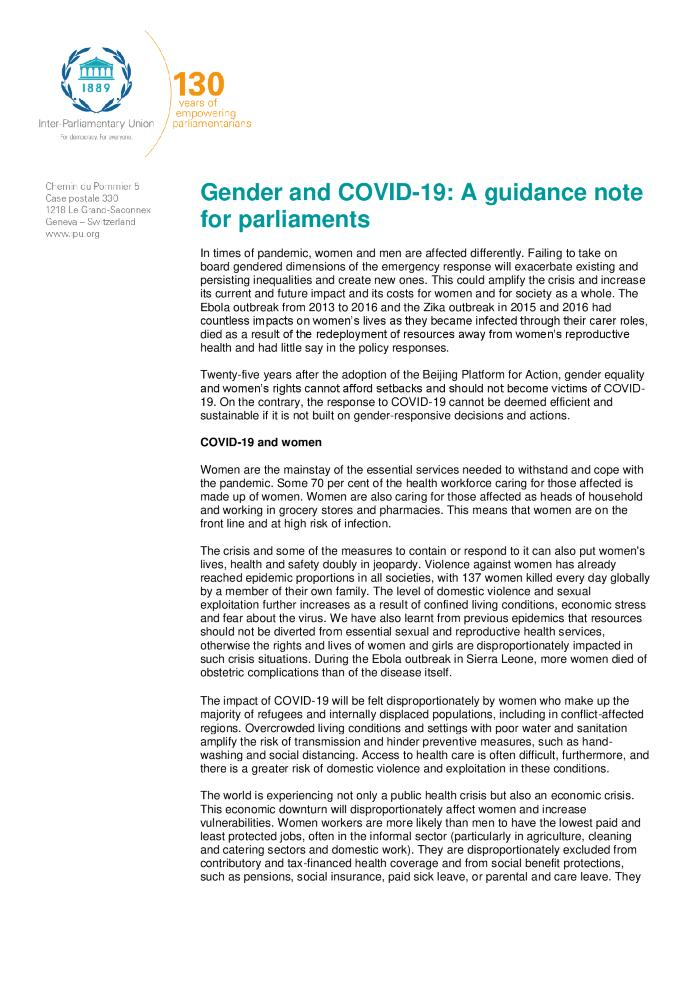 1889
Inter-Parliamentary Union
For democracy. For everyone.
130
years of
empowering
parliamentarians
Chemin du Pommier 5
Case postale 330
1218 Le Grand-Saconnex
Geneva – Switzerland
www.ipu.org
Gender and COVID-19: A guidance note
for parliaments
In times of pandemic, women and men are affected differently. Failing to take on
board gendered dimensions of the emergency response will exacerbate existing and
persisting inequalities and create new ones. This could amplify the crisis and increase
its current and future impact and its costs for women and for society as a whole. The
Ebola outbreak from 2013 to 2016 and the Zika outbreak in 2015 and 2016 had
countless impacts on women's lives as they became infected through their carer roles,
died as a result of the redeployment of resources away from women's reproductive
health and had little say in the policy responses.
Twenty-five years after the adoption of the Beijing Platform for Action, gender equality
and women's rights cannot afford setbacks and should not become victims of COVID-
19. On the contrary, the response to COVID-19 cannot be deemed efficient and
sustainable if it is not built on gender-responsive decisions and actions.
COVID-19 and women
Women are the mainstay of the essential services needed to withstand and cope with
the pandemic. Some 70 per cent of the health workforce caring for those affected is
made up of women. Women are also caring for those affected as heads of household
and working in grocery stores and pharmacies. This means that women are on the
front line and at high risk of infection.
The crisis and some of the measures to contain or respond to it can also put women's
lives, health and safety doubly in jeopardy. Violence against women has already
reached epidemic proportions in all societies, with 137 women killed every day globally
by a member of their own family. The level of domestic violence and sexual
exploitation further increases as a result of confined living conditions, economic stress
and fear about the virus. We have also learnt from previous epidemics that resources
should not be diverted from essential sexual and reproductive health services,
otherwise the rights and lives of women and girls are disproportionately impacted in
such crisis situations. During the Ebola outbreak in Sierra Leone, more women died of
obstetric complications than of the disease itself.
The impact of COVID-19 will be felt disproportionately by women who make up the
majority of refugees and internally displaced populations, including in conflict-affected
regions. Overcrowded living conditions and settings with poor water and sanitation
amplify the risk of transmission and hinder preventive measures, such as hand-
washing and social distancing. Access to health care is often difficult, furthermore, and
there is a greater risk of domestic violence and exploitation in these conditions.
The world is experiencing not only a public health crisis but also an economic crisis.
This economic downturn will disproportionately affect women and increase
vulnerabilities. Women workers are more likely than men to have the lowest paid and
least protected jobs, often in the informal sector (particularly in agriculture, cleaning
and catering sectors and domestic work). They are disproportionately excluded from
contributory and tax-financed health coverage and from social benefit protections,
such as pensions, social insurance, paid sick leave, or parental and care leave. They